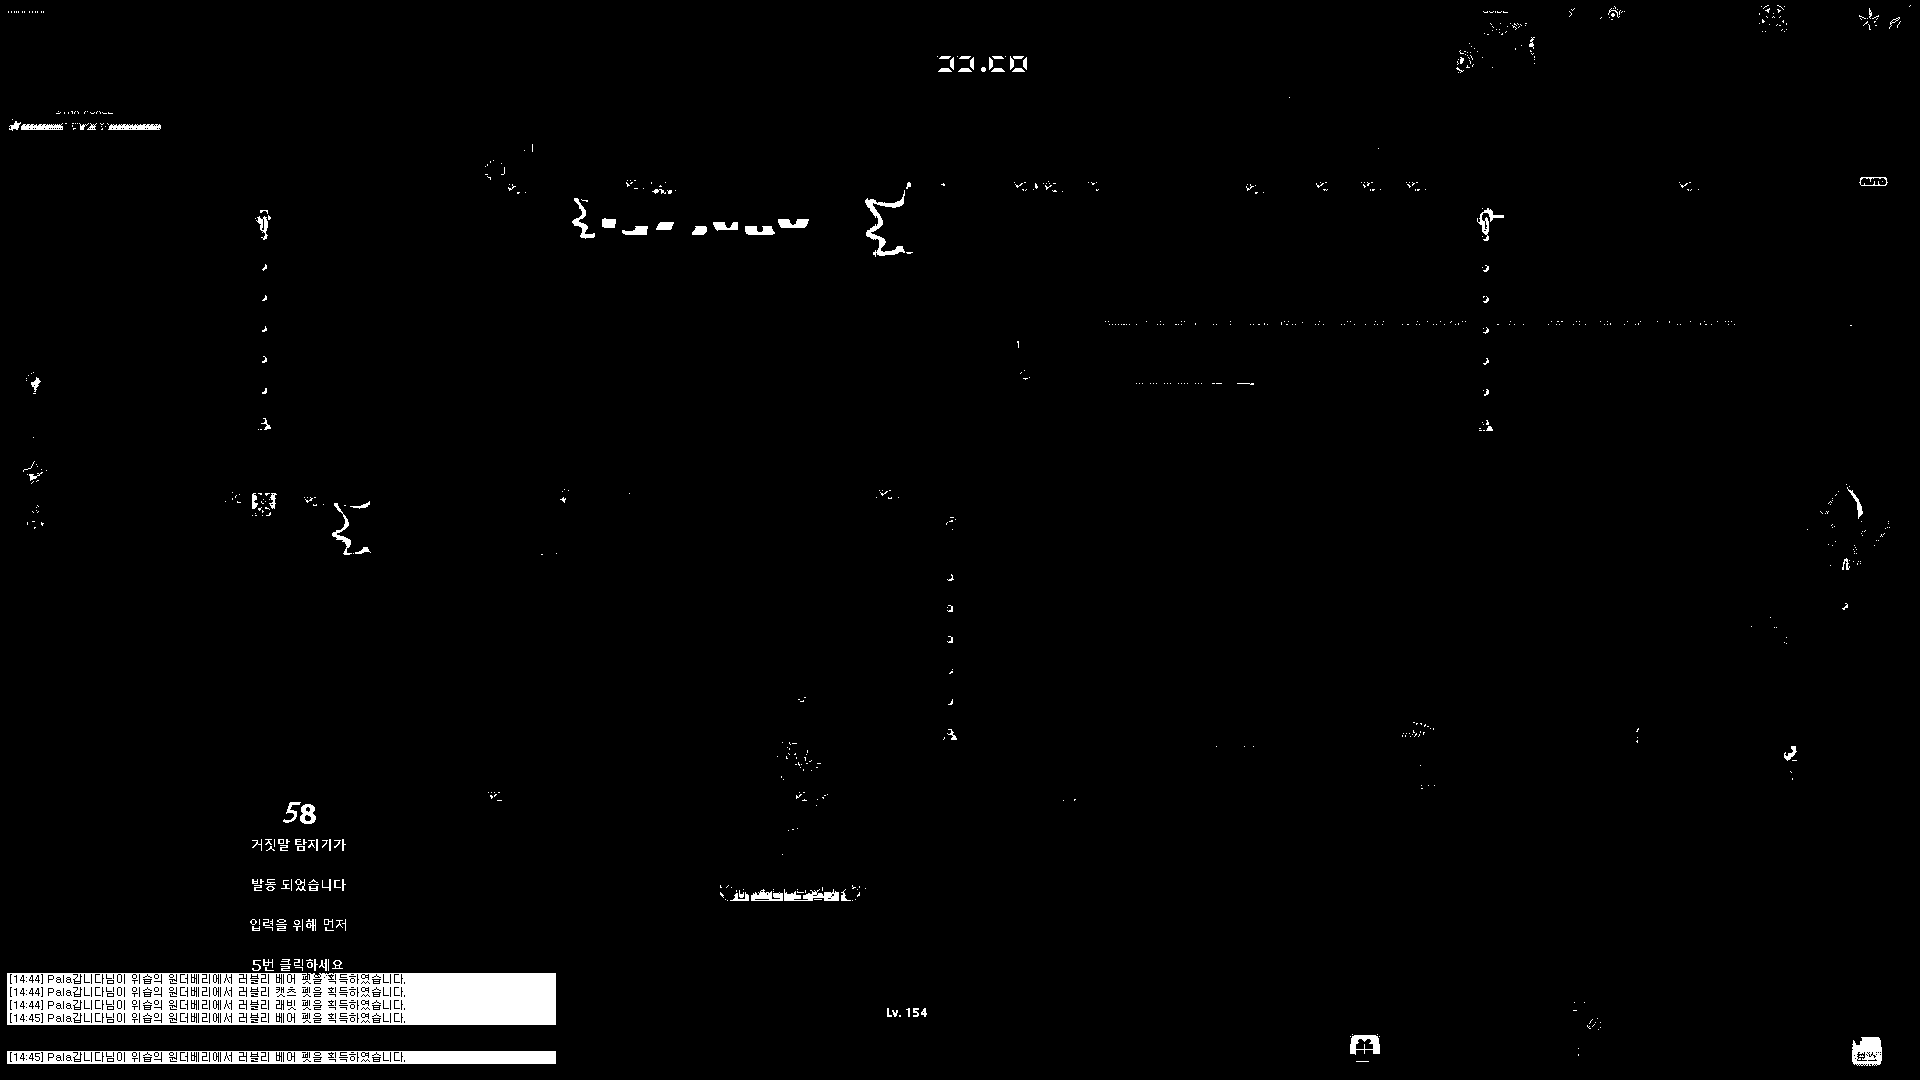 AUTO
58
거짓말 탐지기가
발동 되었습니다
입력을 위해 먼저
5번 클릭하세요
[14:44] Pala갑니다님이 위습의 원더베리에서 러블리 베어 펫을 획득하였습니다.
[14:44] Pala갑니다님이 위습의 원더베리에서 러블리 캣츠 펫을 획득하였습니다.
[14:44] Pala갑니다님이 위습의 원더베리에서 러블리 래빗 펫을 획득하였습니다.
[14:45] Pala갑니다님이 위습의 원더베리에서 러블리 베어 펫을 획득하였습니다.
Lv. 154
[14:45] Pala갑니다님이 위습의 원더베리에서 러블리 베어 펫을 획득하였습니다.